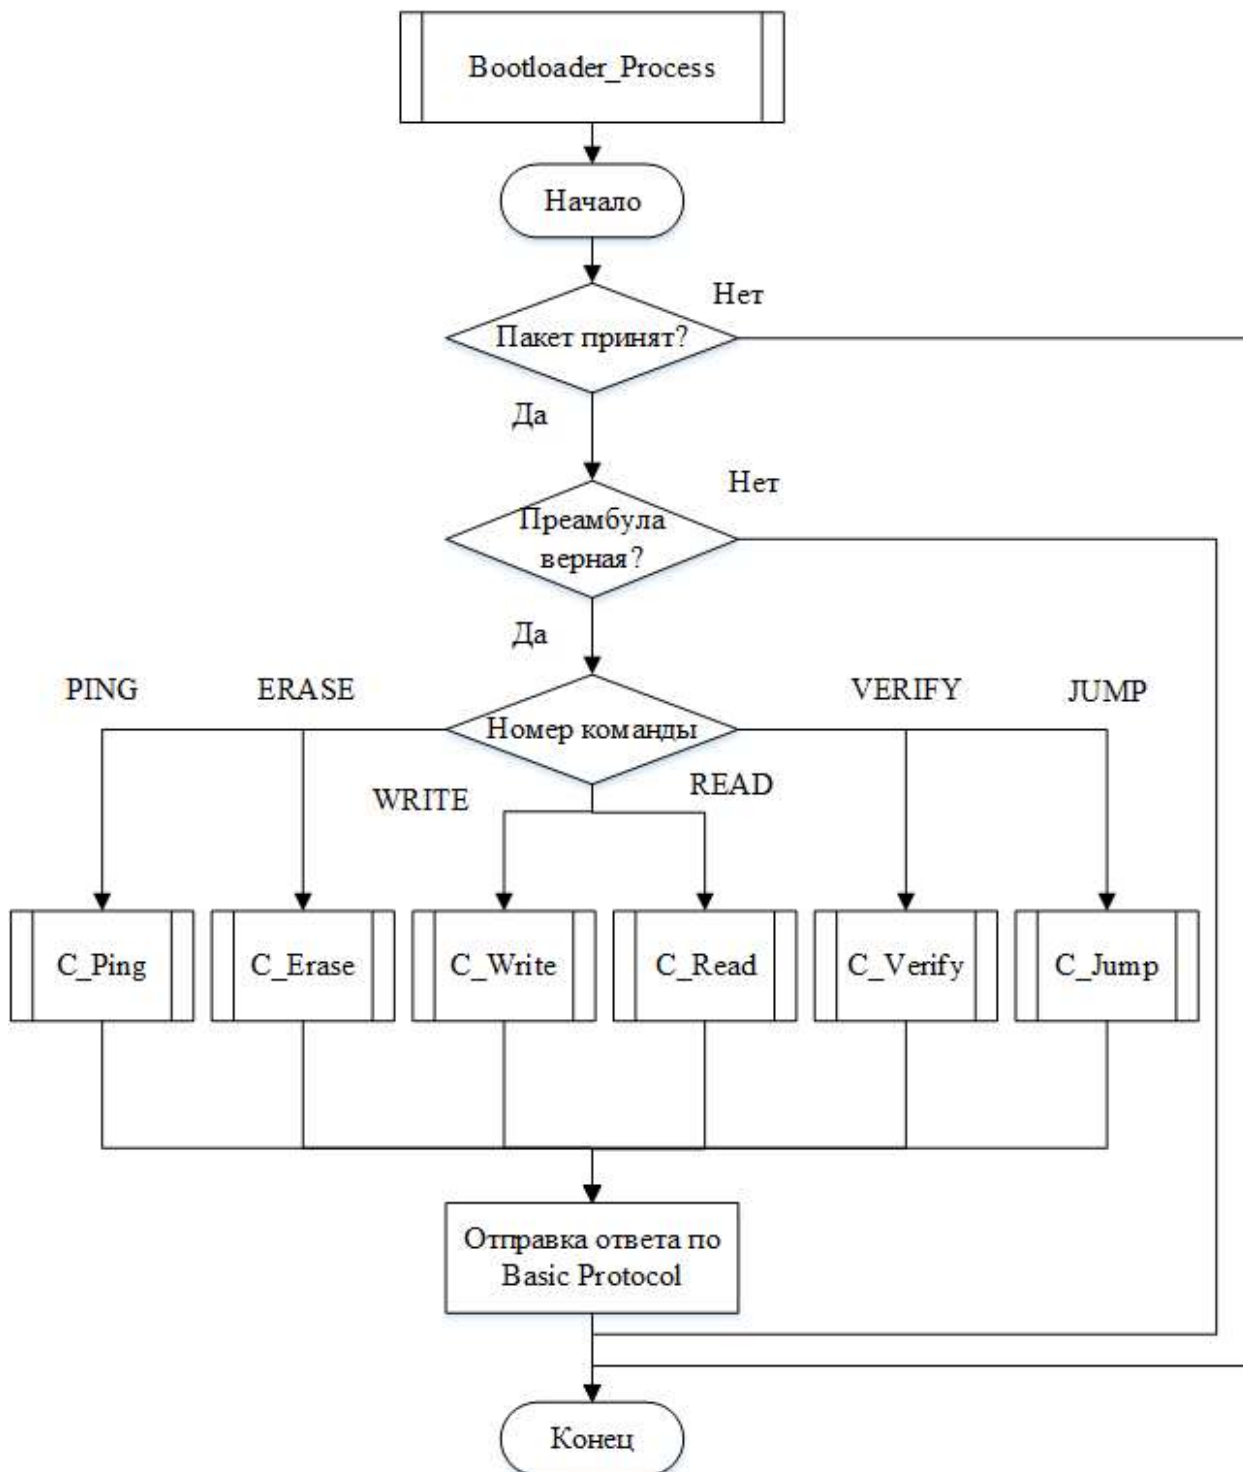 Bootloader_Process
Начало
Нет
Пакет принят?
Да
Нет
Преамбула
верная?
Да
PING
ERASE
VERIFY
JUMP
Номер команды
WRITE
READ
C_Ping
C_Erase
C_Write
C_Read
C_Verify
C_Jump
Отправка ответа по
Basic Protocol
Конец